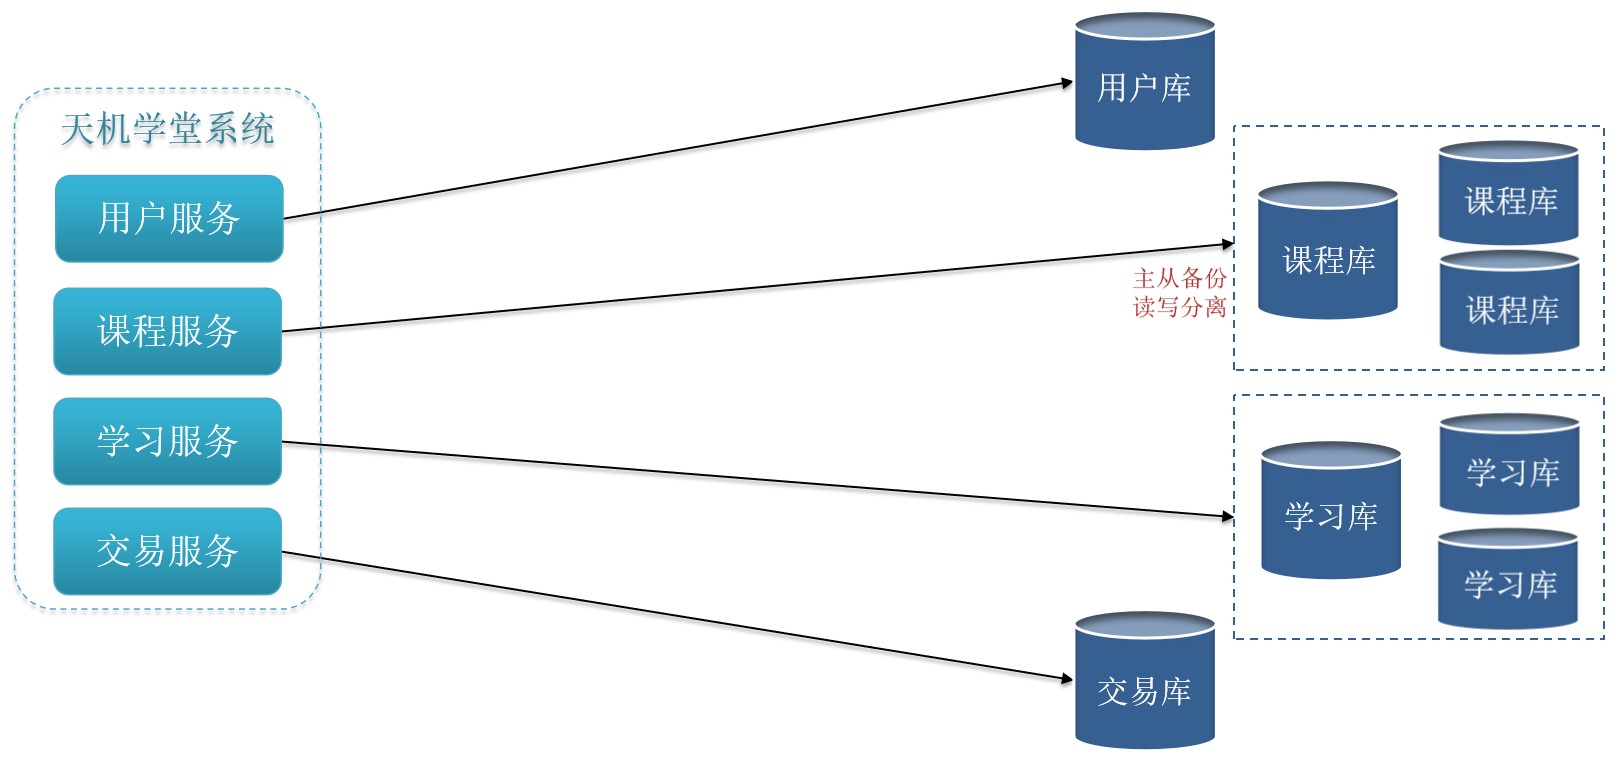 天机学堂系统
用户服务
课程服务
学习服务
交易服务
用户库
主从备份
读写分离
课程库
课程库
课程库
学习库
学习库
学习库
交易库